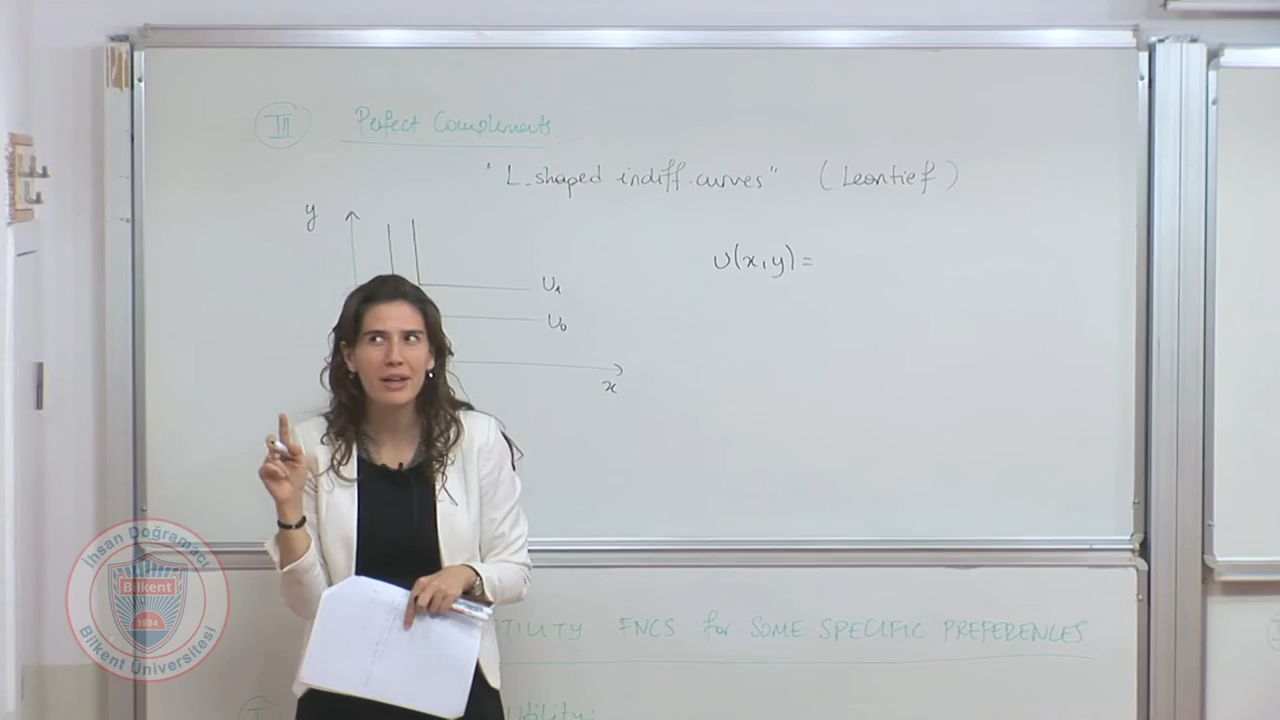 III Perfect Complements.
"L-shaped indiff. curves" (Leontief)
y
U(x,y) =
U1
U0
x
UTILITY FNCS for SOME SPECIFIC PREFERENCES
I Utility:
İhsan Doğramacı
Bilkent
1984
Bilkent Üniversitesi